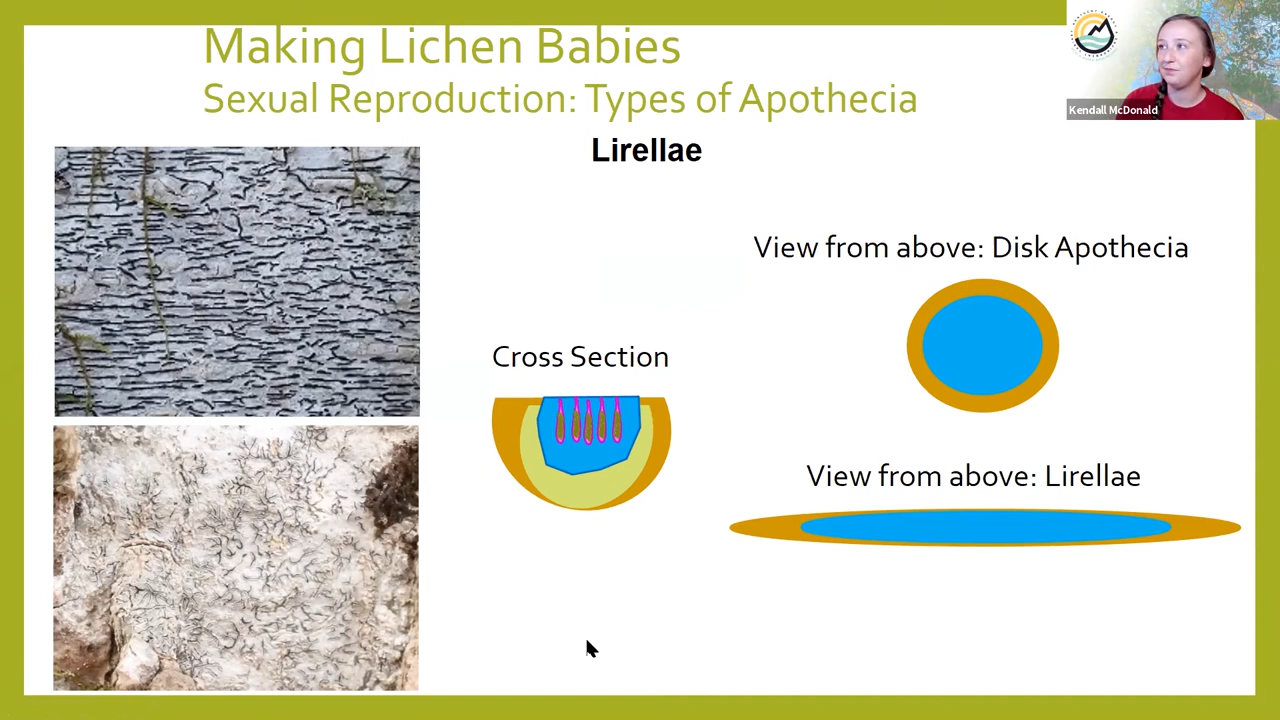 Making Lichen Babies
Sexual Reproduction: Types of Apothecia
Kendall McDonald
Lirellae
View from above: Disk Apothecia
Cross Section
View from above: Lirellae